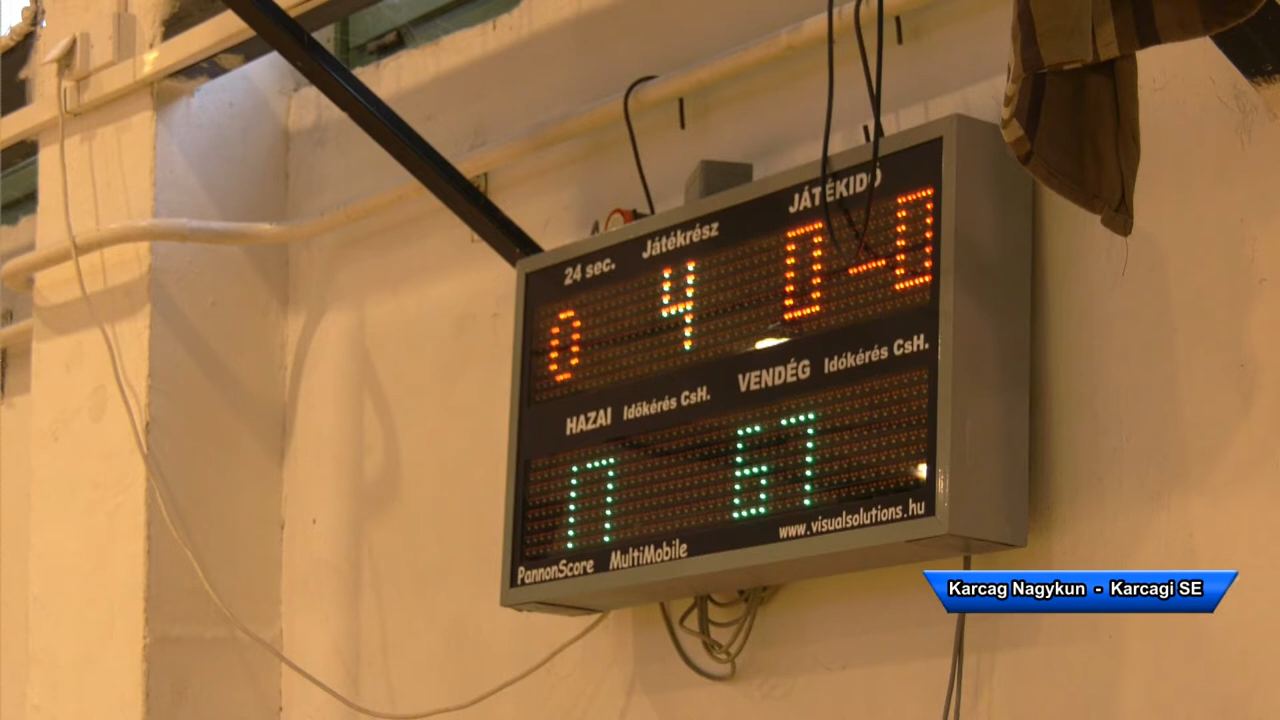 JÁTÉKIDŐ
24 sec. Játékrész
0 4 0-0
HAZAI Időkérés CsH. VENDÉG Időkérés CsH.
67
PannonScore MultiMobile www.visualsolutions.hu
Karcag Nagykun - Karcagi SE